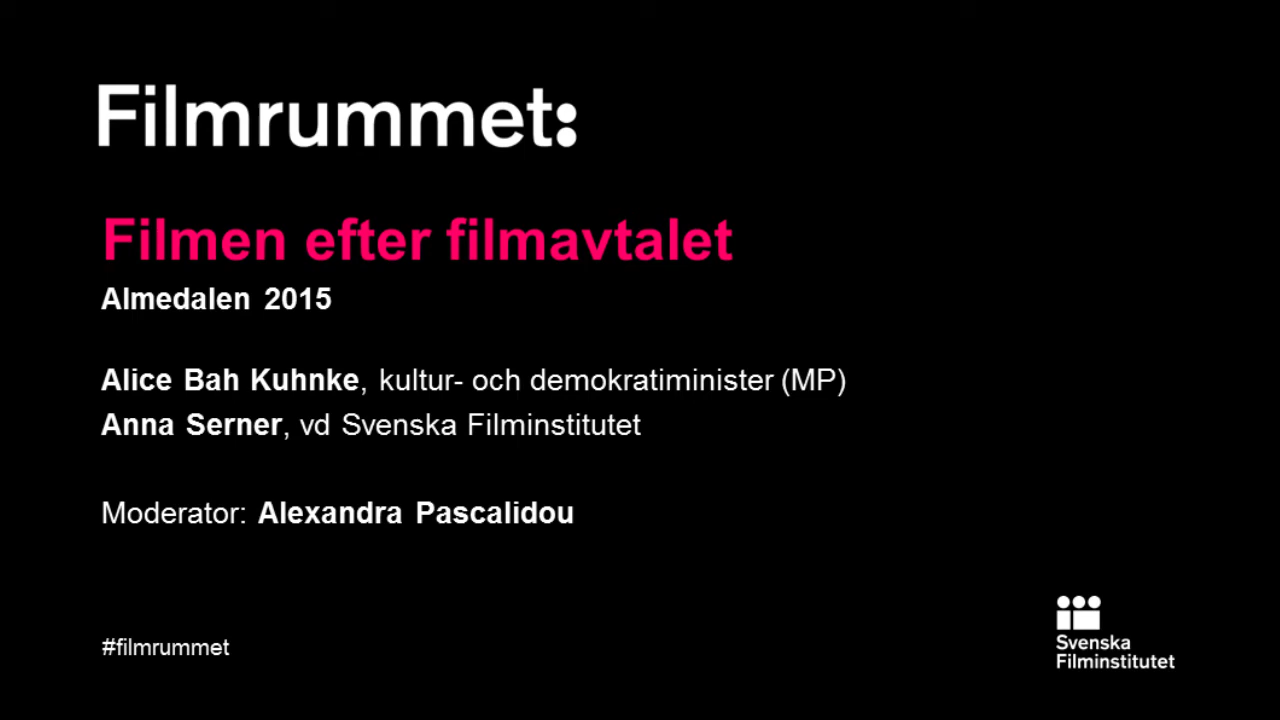 Filmrummet:
Filmen efter filmavtalet
Almedalen 2015
Alice Bah Kuhnke, kultur- och demokratiminister (MP)
Anna Serner, vd Svenska Filminstitutet
Moderator: Alexandra Pascalidou
#filmrummet
Svenska
Filminstitutet